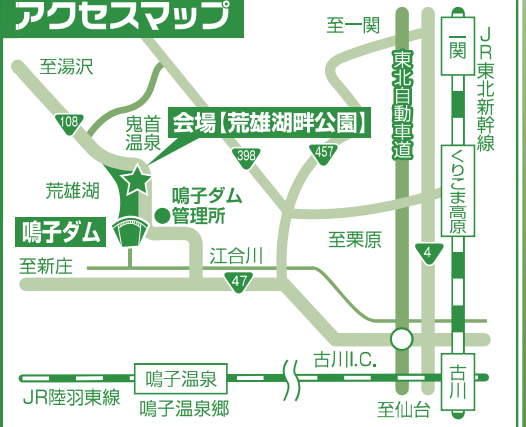 アクセスマップ
至一関
一関
JR東北新幹線
至湯沢
東北自動車道
108
鬼首
温泉
会場【荒雄湖畔公園】
398
457
くりこま高原
荒雄湖
鳴子ダム
鳴子ダム
管理所
江合川
至栗原
4
至新庄
47
古川I.C.
古川
鳴子温泉
JR陸羽東線
鳴子温泉郷
至仙台